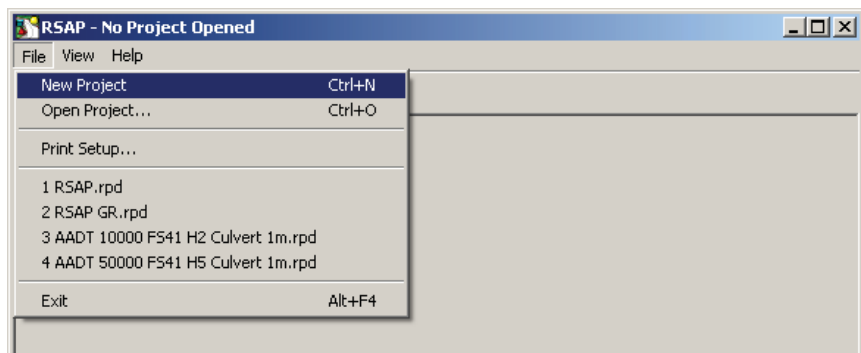 RSAP - No Project Opened
File View Help
New Project Ctrl+N
Open Project... Ctrl+O
Print Setup...
1 RSAP.rpd
2 RSAP GR.rpd
3 AADT 10000 FS41 H2 Culvert 1m.rpd
4 AADT 50000 FS41 H5 Culvert 1m.rpd
Exit Alt+F4